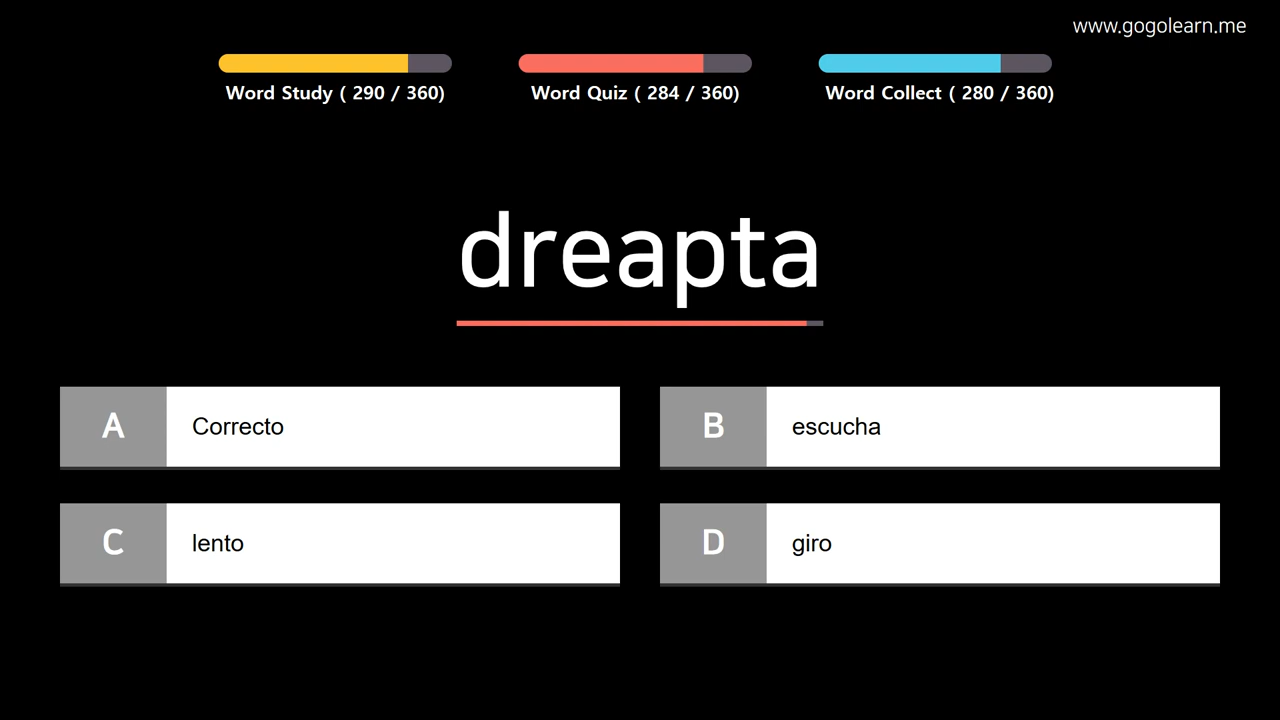 www.gogolearn.me
Word Study ( 290 / 360)
Word Quiz ( 284 / 360)
Word Collect ( 280 / 360)
dreapta
A Correcto
B escucha
C lento
D giro